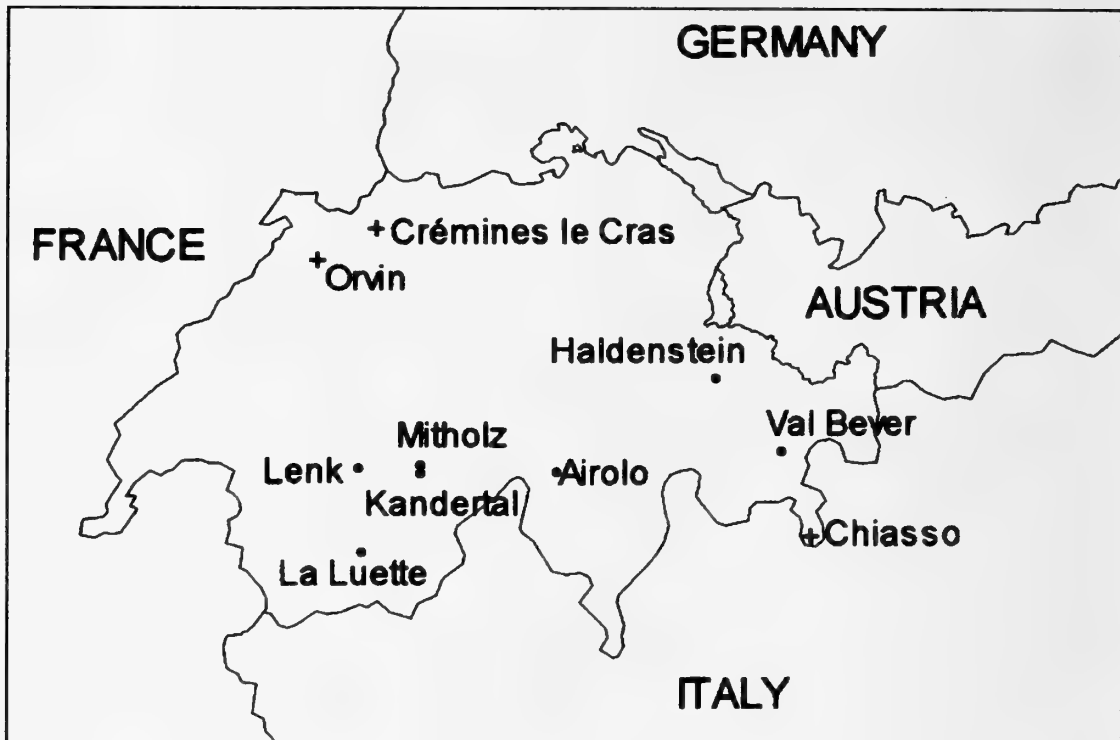 GERMANY
FRANCE
Crémines le Cras
Orvin
AUSTRIA
Haldenstein
Val Bever
Mitholz
Lenk
Airolo
Kandertal
Chiasso
La Luette
ITALY